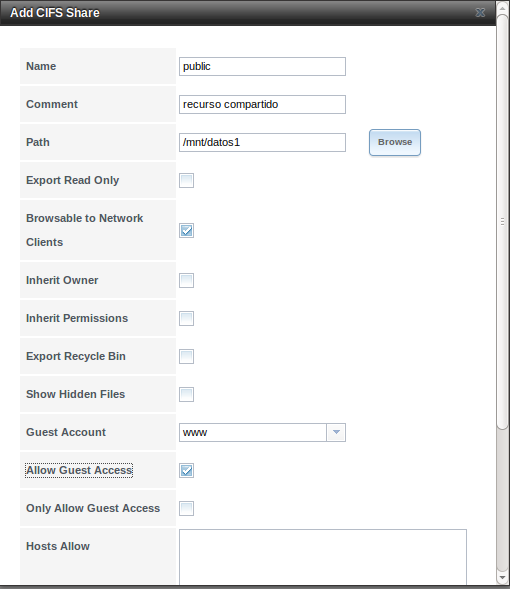 Add CIFS Share
Name
public
Comment
recurso compartido
Path
/mnt/datos1
Browse
Export Read Only
Browsable to Network
Clients
Inherit Owner
Inherit Permissions
Export Recycle Bin
Show Hidden Files
Guest Account
www
Allow Guest Access
Only Allow Guest Access
Hosts Allow